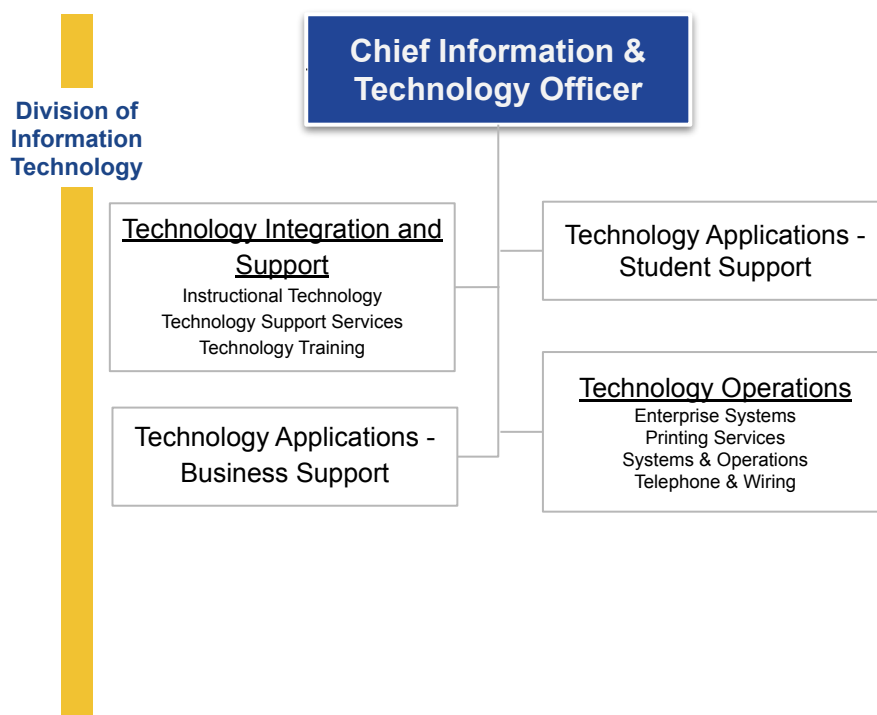 Chief Information &
Technology Officer
Division of
Information
Technology
Technology Integration and
Support
Instructional Technology
Technology Support Services
Technology Training
Technology Applications -
Student Support
Technology Applications -
Business Support
Technology Operations
Enterprise Systems
Printing Services
Systems & Operations
Telephone & Wiring